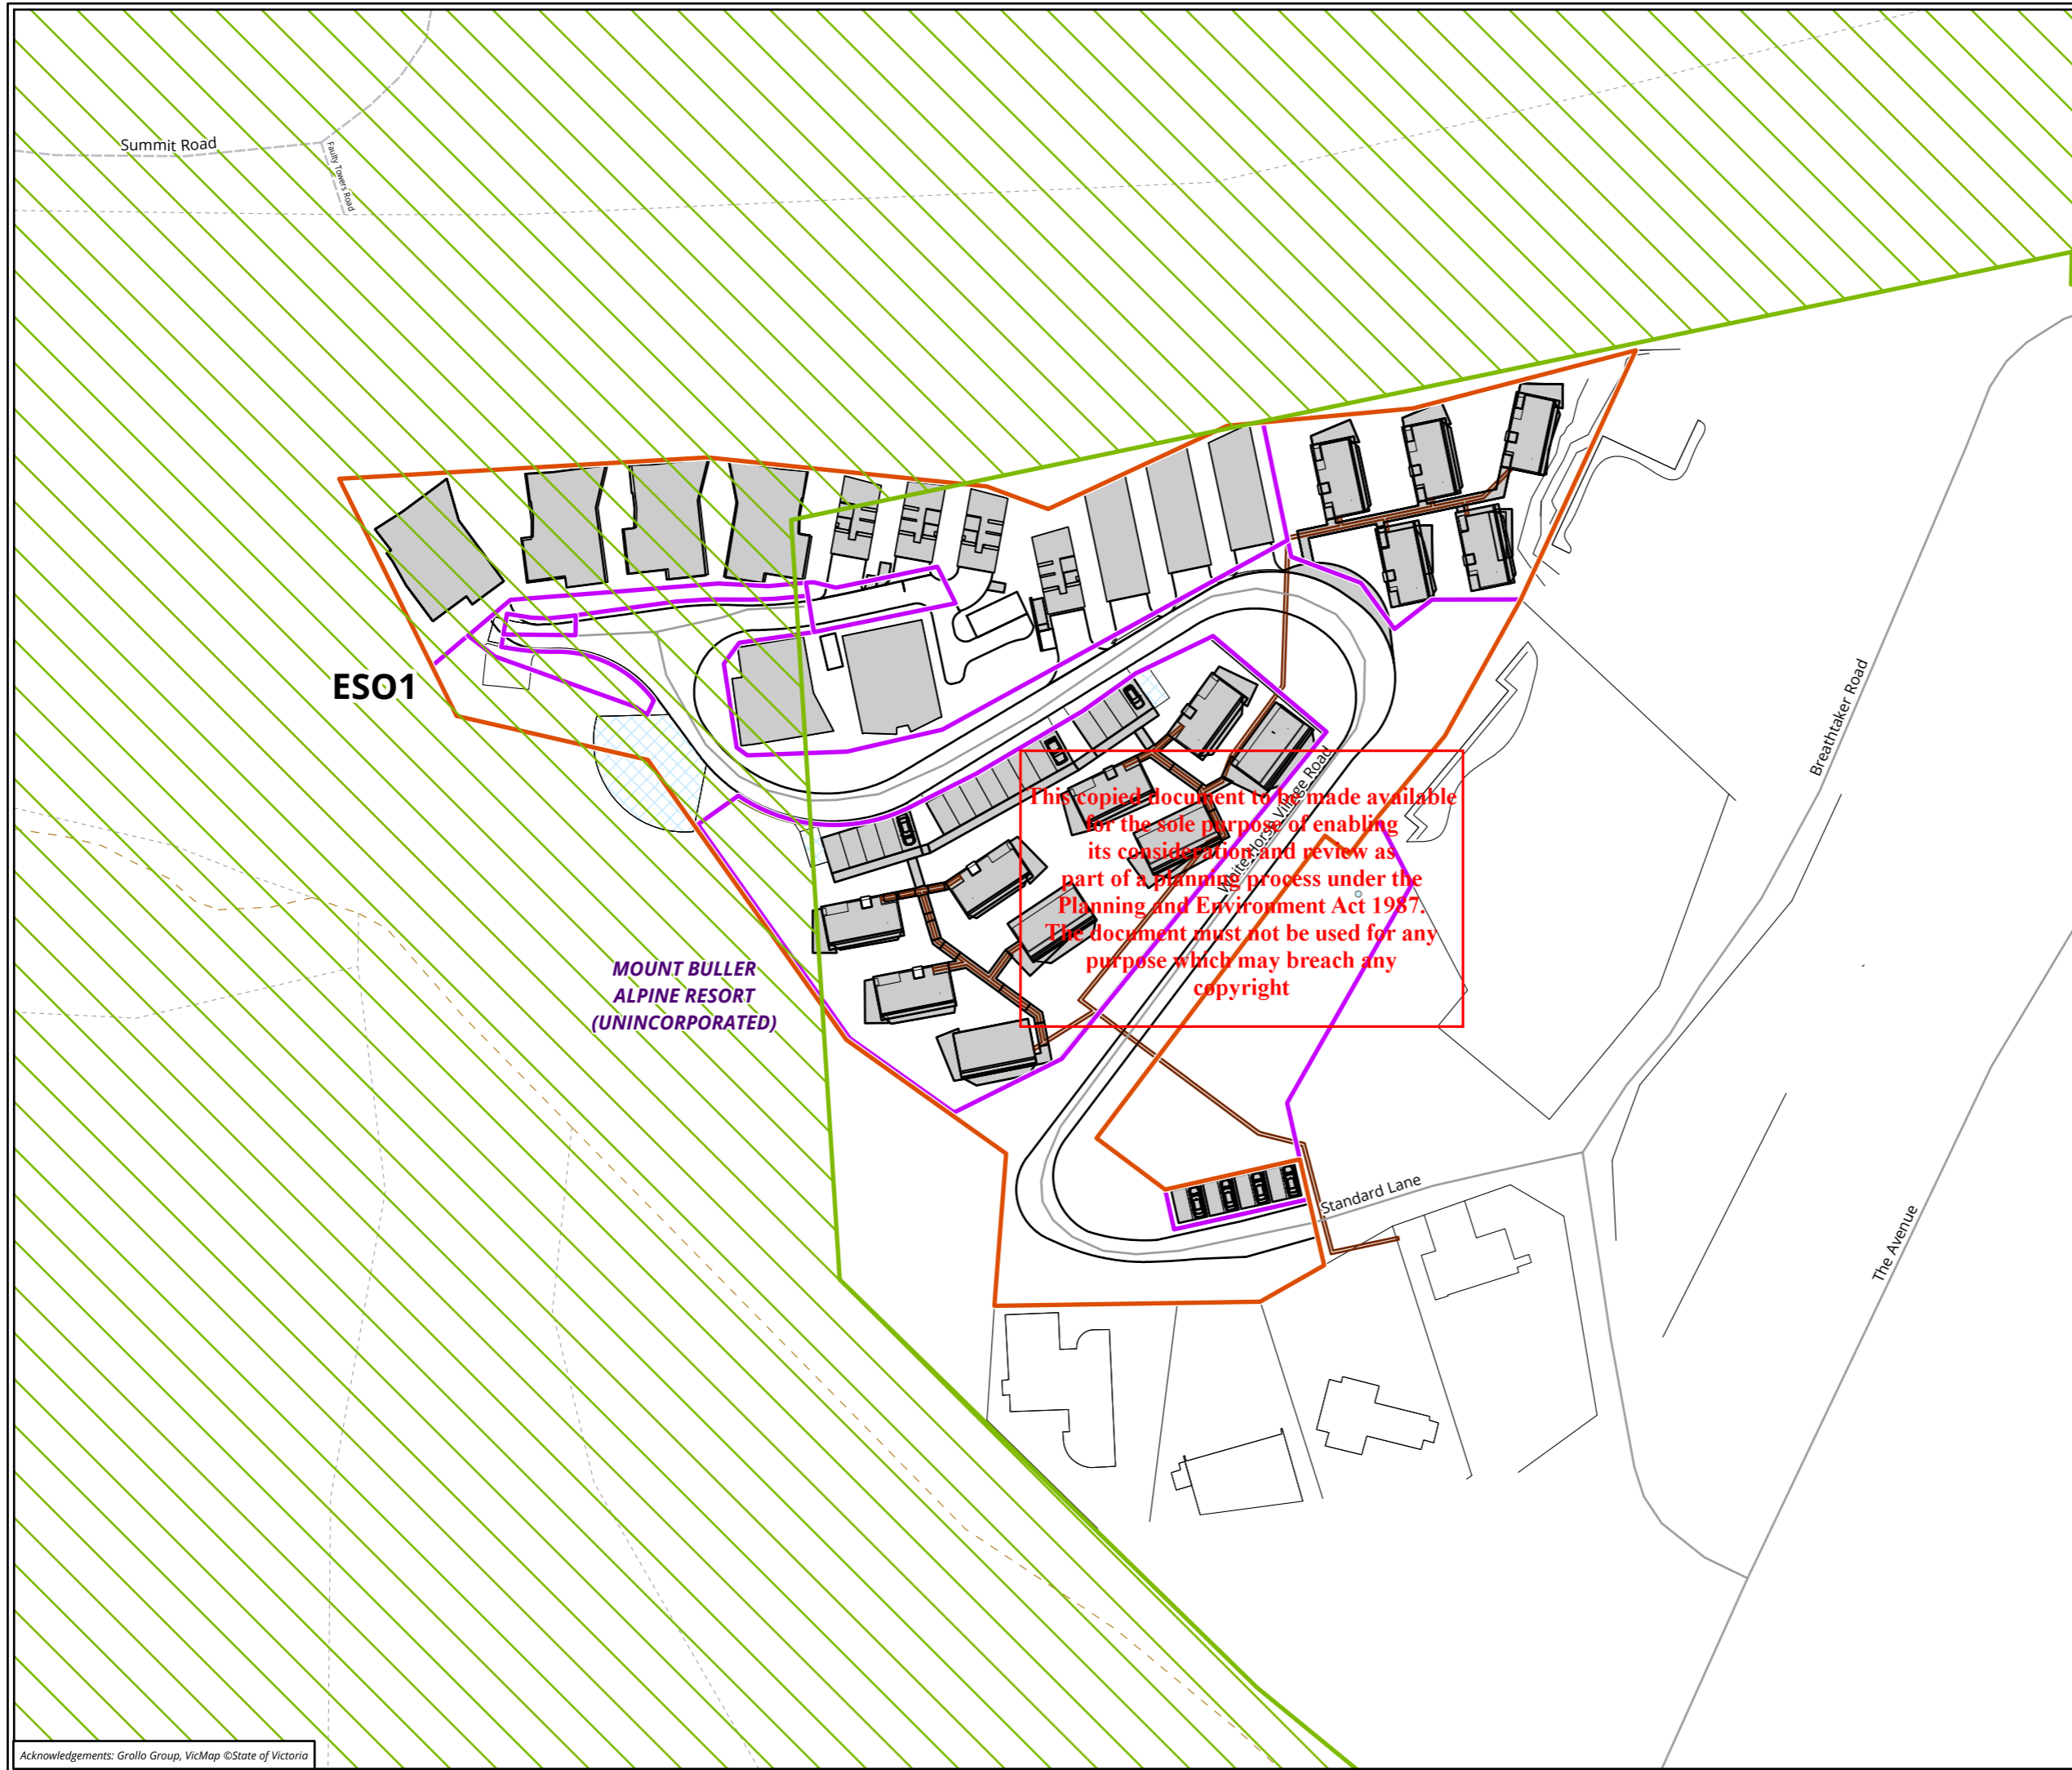 Summit Road
Faulty Towers Road
ESO1
Breathtaker Road
White Horse Village Road
This copied document to be made available
for the sole purpose of enabling
its consideration and review as
part of a planning process under the
Planning and Environment Act 1987.
The document must not be used for any
purpose which may breach any
copyright
MOUNT BULLER
ALPINE RESORT
(UNINCORPORATED)
Standard Lane
The Avenue
Acknowledgements: Grollo Group, VicMap ©State of Victoria